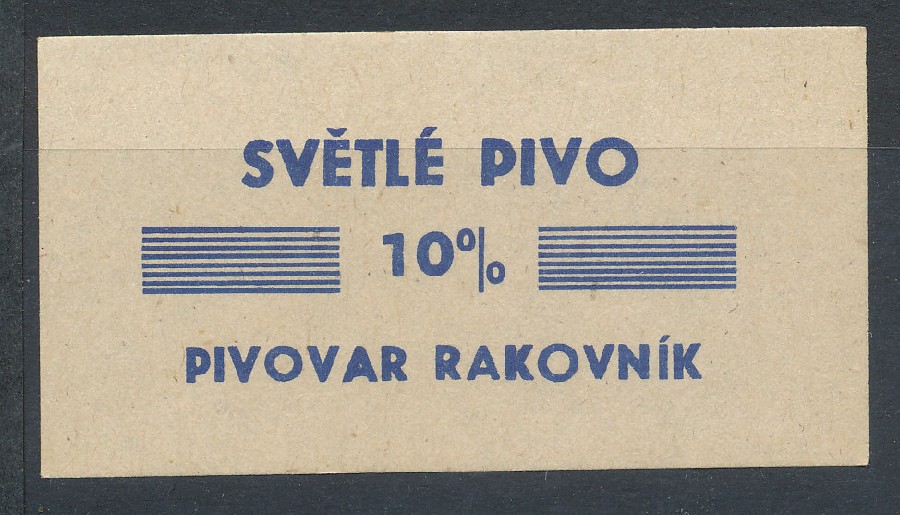 SVĚTLÉ PIVO
10%
PIVOVAR RAKOVNÍK